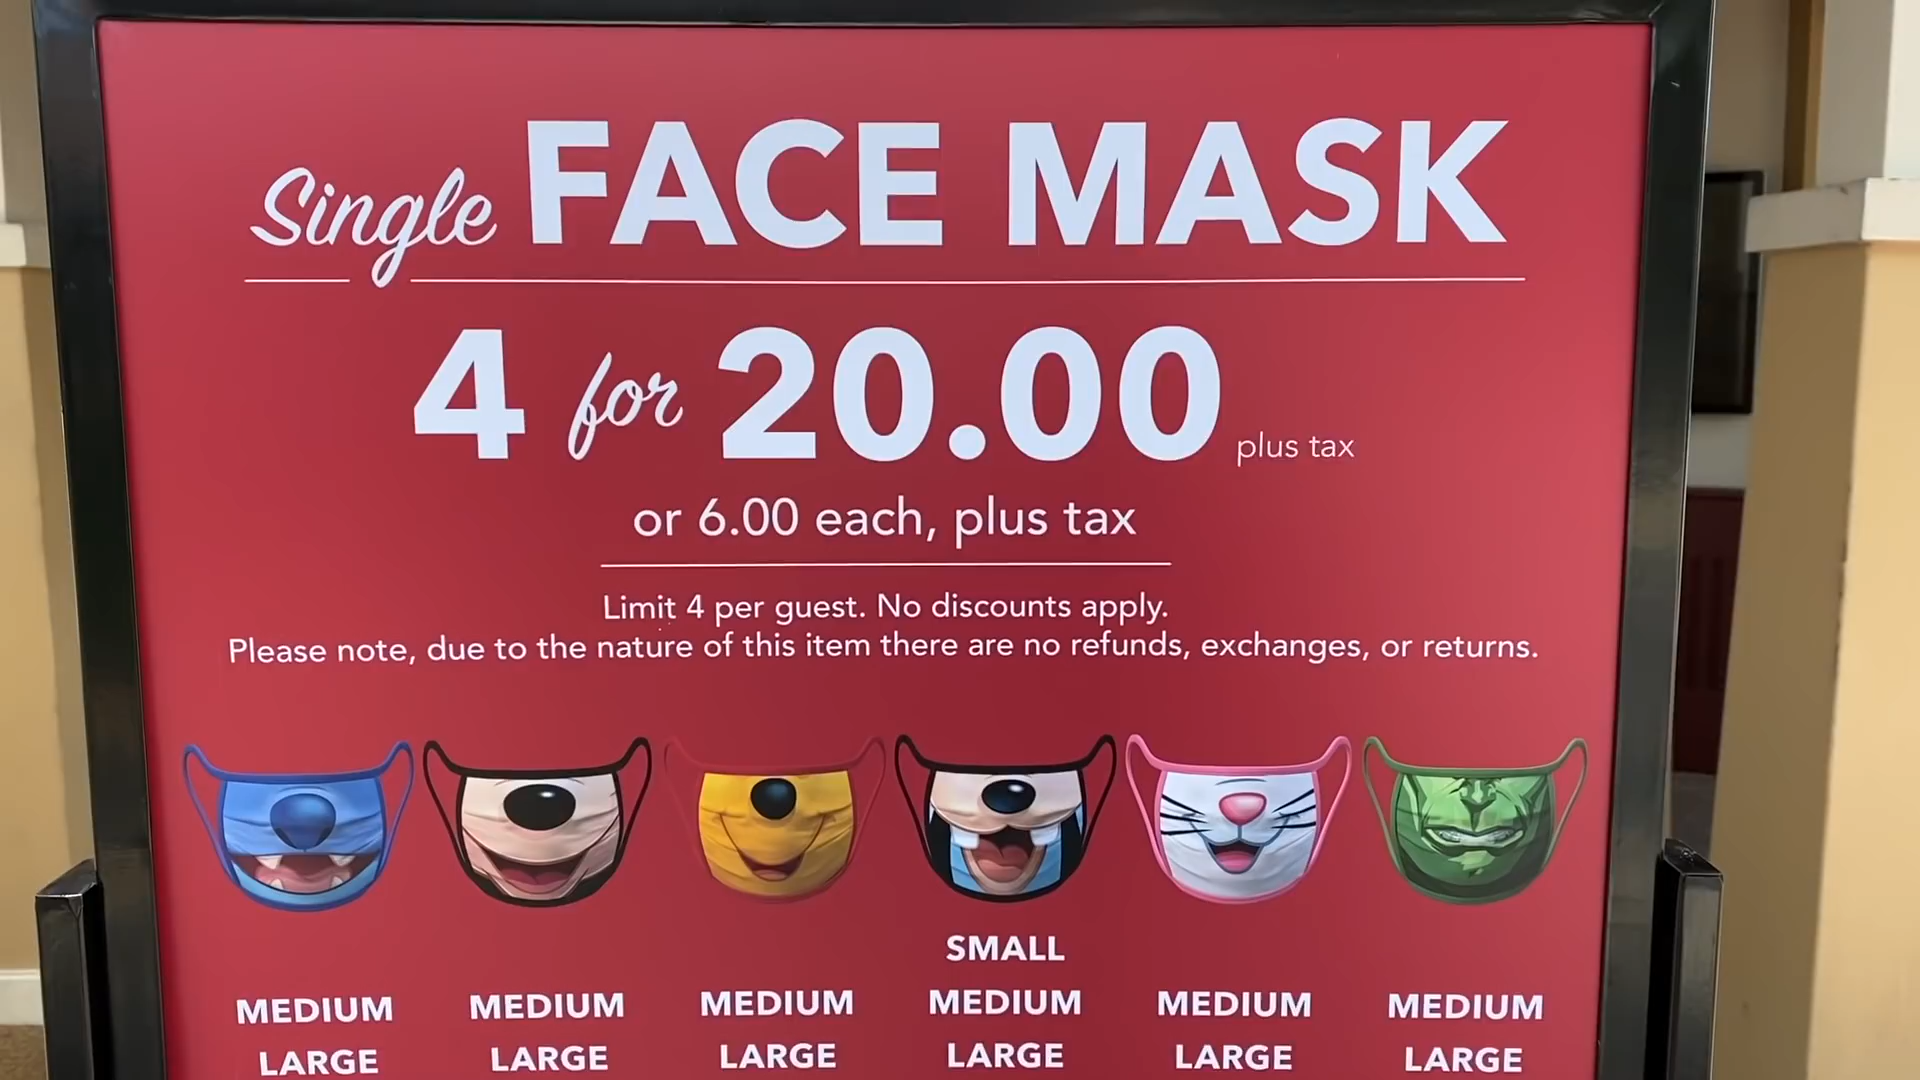 Single FACE MASK
4 for 20.00 plus tax
or 6.00 each, plus tax
Limit 4 per guest. No discounts apply.
Please note, due to the nature of this item there are no refunds, exchanges, or returns.
SMALL
MEDIUM MEDIUM MEDIUM MEDIUM MEDIUM MEDIUM
LARGE LARGE LARGE LARGE LARGE LARGE